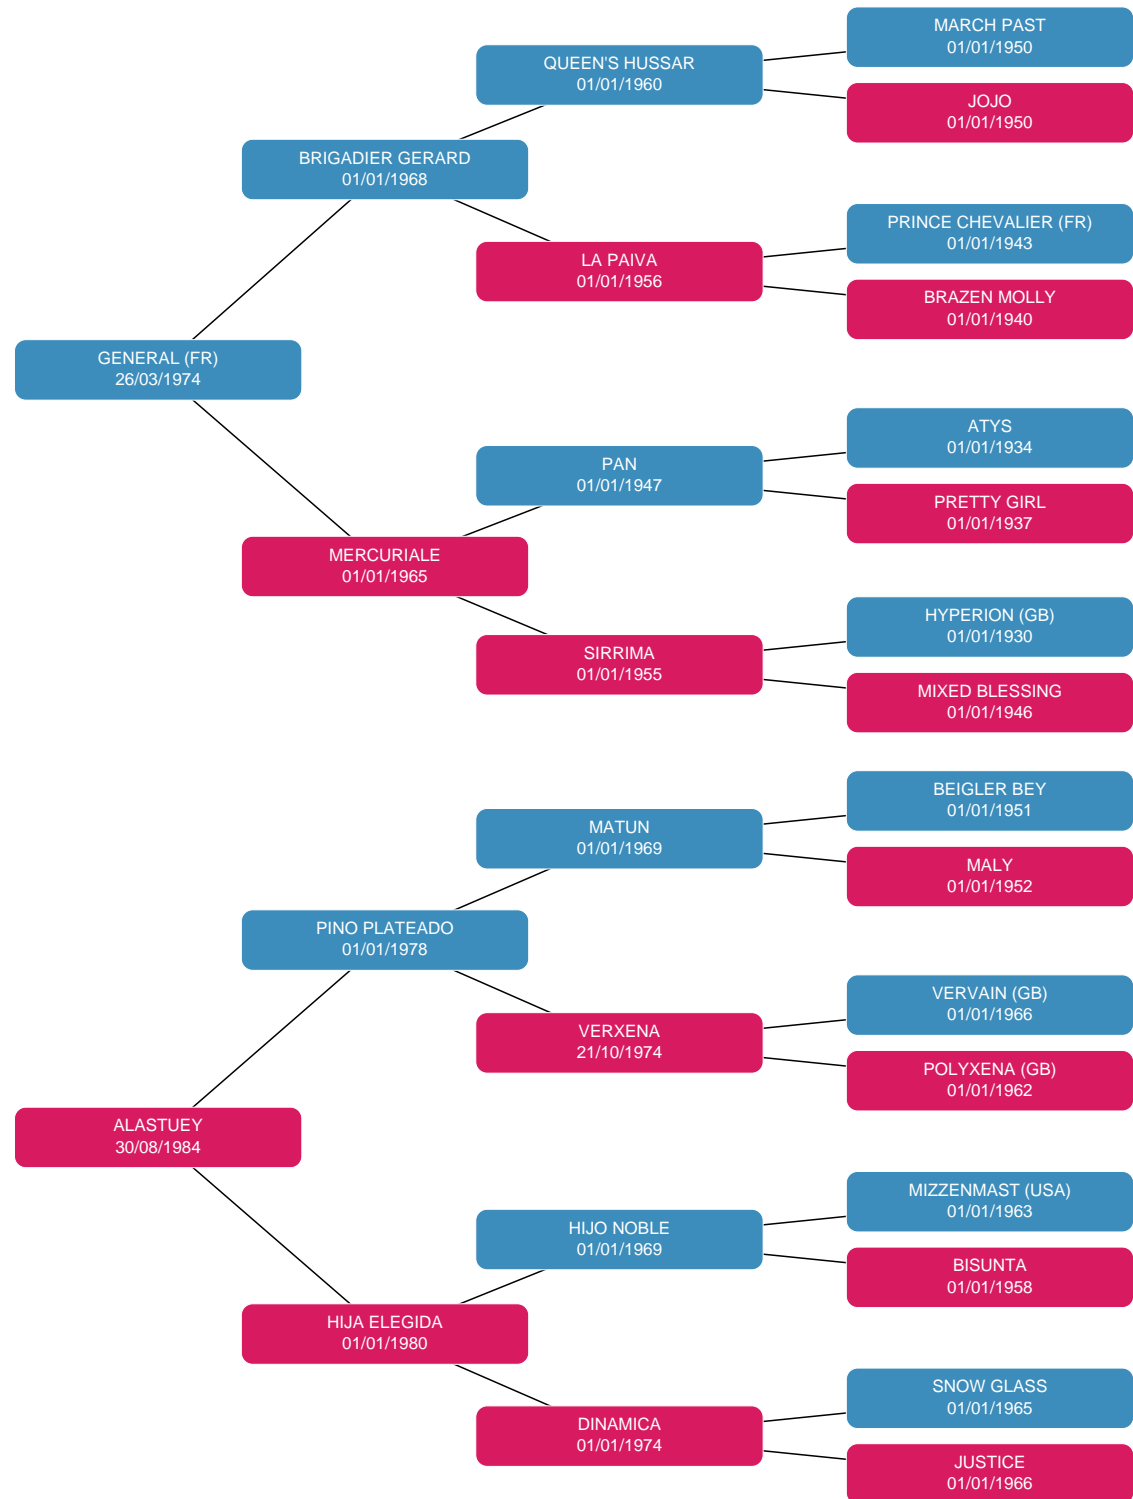 MARCH PAST
01/01/1950
QUEEN'S HUSSAR
01/01/1960
JOJO
01/01/1950
BRIGADIER GERARD
01/01/1968
PRINCE CHEVALIER (FR)
01/01/1943
LA PAIVA
01/01/1956
BRAZEN MOLLY
01/01/1940
GENERAL (FR)
26/03/1974
ATYS
01/01/1934
PAN
01/01/1947
PRETTY GIRL
01/01/1937
MERCURIALE
01/01/1965
HYPERION (GB)
01/01/1930
SIRRIMA
01/01/1955
MIXED BLESSING
01/01/1946
BEIGLER BEY
01/01/1951
MATUN
01/01/1969
MALY
01/01/1952
PINO PLATEADO
01/01/1978
VERVAIN (GB)
01/01/1966
VERXENA
21/10/1974
POLYXENA (GB)
01/01/1962
ALASTUEY
30/08/1984
MIZZENMAST (USA)
01/01/1963
HIJO NOBLE
01/01/1969
BISUNTA
01/01/1958
HIJA ELEGIDA
01/01/1980
SNOW GLASS
01/01/1965
DINAMICA
01/01/1974
JUSTICE
01/01/1966